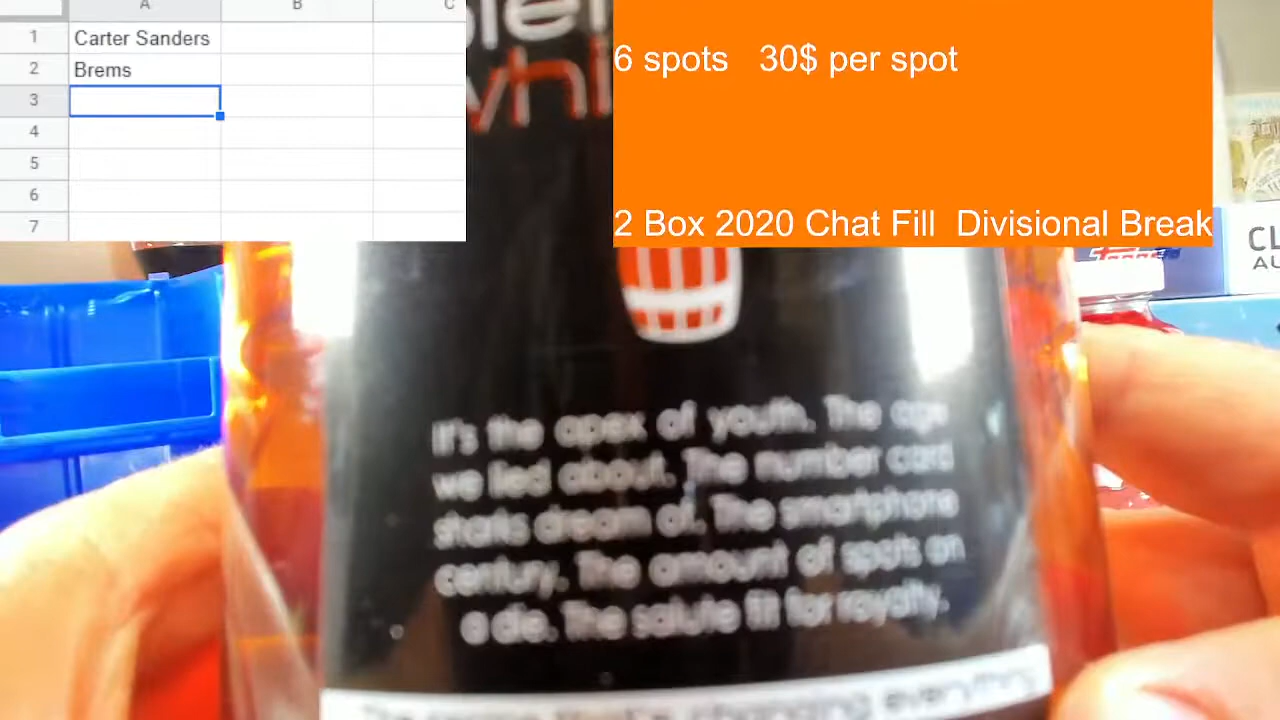 A B C
1 Carter Sanders
2 Brems
3
4
5
6
7
6 spots 30$ per spot
2 Box 2020 Chat Fill Divisional Break
It's the apex of youth. The age
we lied about. The number card
sharks dream of. The smartphone
century. The amount of spots on
a die. The salute fit for royalty.
changing everything